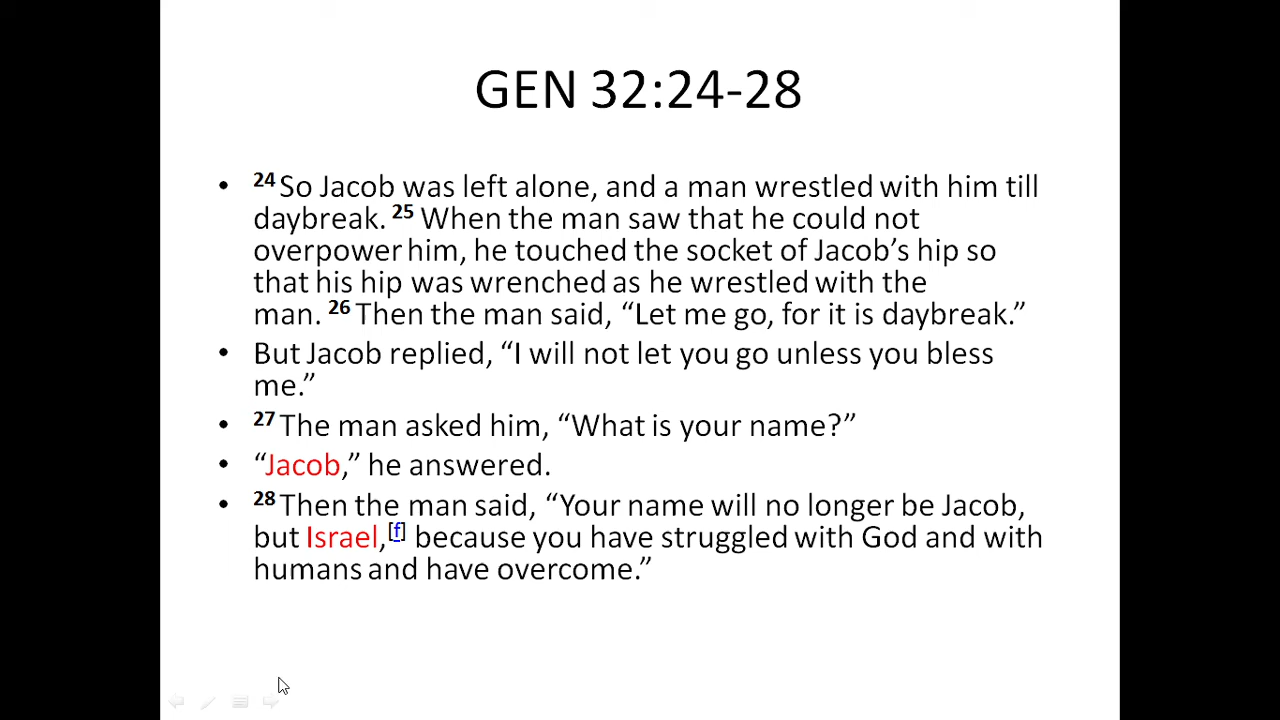 GEN 32:24-28
• 24 So Jacob was left alone, and a man wrestled with him till
daybreak. 25 When the man saw that he could not
overpower him, he touched the socket of Jacob’s hip so
that his hip was wrenched as he wrestled with the
man. 26 Then the man said, “Let me go, for it is daybreak.”
• But Jacob replied, “I will not let you go unless you bless
me.”
• 27 The man asked him, “What is your name?”
• “Jacob,” he answered.
• 28 Then the man said, “Your name will no longer be Jacob,
but Israel,[f] because you have struggled with God and with
humans and have overcome.”